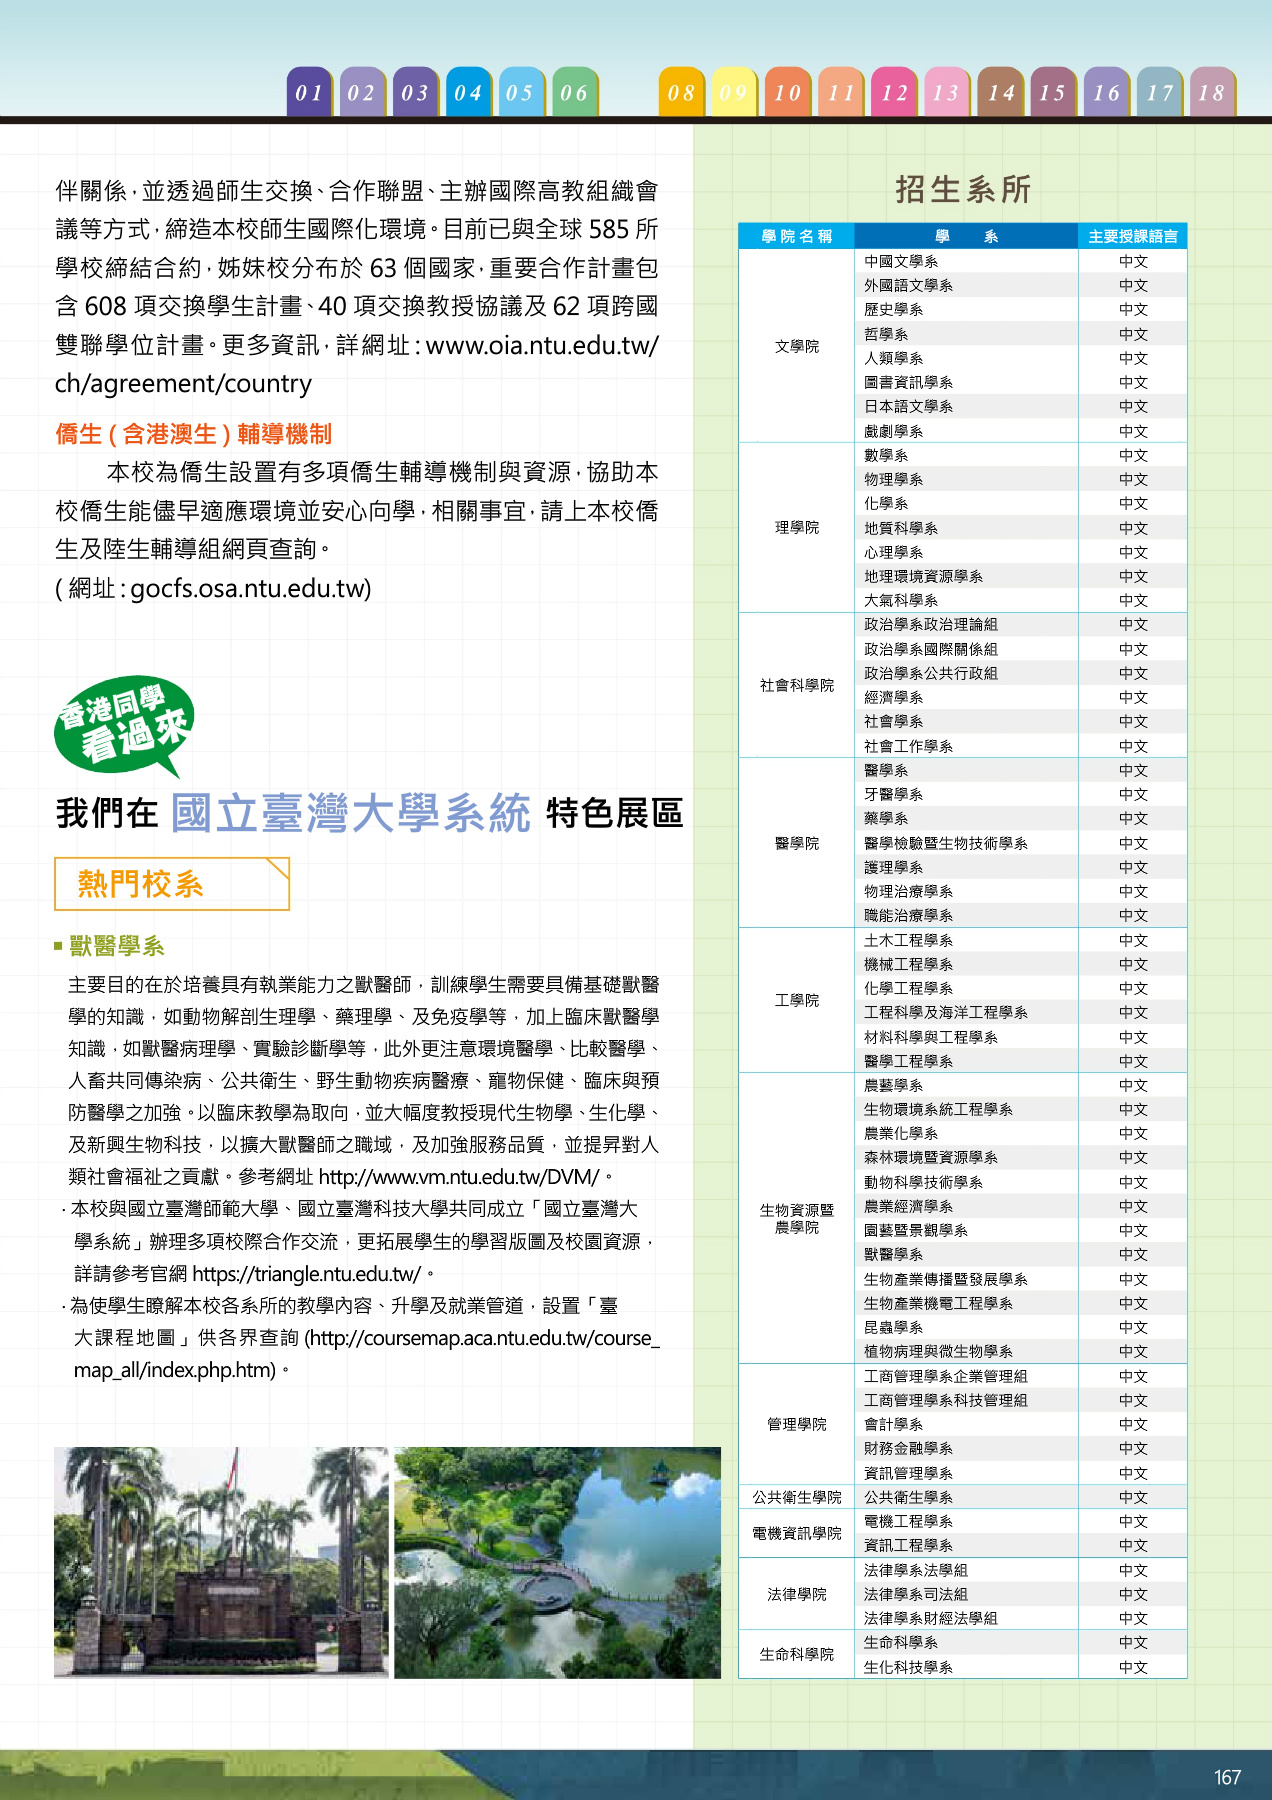 01 02 03 04 05 06 08 09 10 11 12 13 14 15 16 17 18
伴關係，並透過師生交換、合作聯盟、主辦國際高教組織會
議等方式，締造本校師生國際化環境。目前已與全球 585 所
學校締結合約，姊妹校分布於 63 個國家，重要合作計畫包
含 608 項交換學生計畫、40 項交換教授協議及 62 項跨國
雙聯學位計畫。更多資訊，詳網址：www.oia.ntu.edu.tw/
ch/agreement/country
僑生 ( 含港澳生 ) 輔導機制
本校為僑生設置有多項僑生輔導機制與資源，協助本
校僑生能儘早適應環境並安心向學，相關事宜，請上本校僑
生及陸生輔導組網頁查詢。
( 網址：gocfs.osa.ntu.edu.tw)
香港同學
看過來
我們在 國立臺灣大學系統 特色展區
熱門校系
獸醫學系
主要目的在於培養具有執業能力之獸醫師，訓練學生需要具備基礎獸醫
學的知識，如動物解剖生理學、藥理學、及免疫學等，加上臨床獸醫學
知識，如獸醫病理學、實驗診斷學等，此外更注意環境醫學、比較醫學、
人畜共同傳染病、公共衛生、野生動物疾病醫療、寵物保健、臨床與預
防醫學之加強。以臨床教學為取向，並大幅度教授現代生物學、生化學、
及新興生物科技，以擴大獸醫師之職域，及加強服務品質，並提昇對人
類社會福祉之貢獻。參考網址 http://www.vm.ntu.edu.tw/DVM/。
·本校與國立臺灣師範大學、國立臺灣科技大學共同成立「國立臺灣大
學系統」辦理多項校際合作交流，更拓展學生的學習版圖及校園資源，
詳請參考官網 https://triangle.ntu.edu.tw/。
·為使學生瞭解本校各系所的教學內容、升學及就業管道，設置「臺
大課程地圖」供各界查詢 (http://coursemap.aca.ntu.edu.tw/course_
map_all/index.php.htm)。
招生系所
學院名稱 學 系 主要授課語言
文學院
中國文學系 中文
外國語文學系 中文
歷史學系 中文
哲學系 中文
人類學系 中文
圖書資訊學系 中文
日本語文學系 中文
戲劇學系 中文
理學院
數學系 中文
物理學系 中文
化學系 中文
地質科學系 中文
心理學系 中文
地理環境資源學系 中文
大氣科學系 中文
社會科學院
政治學系政治理論組 中文
政治學系國際關係組 中文
政治學系公共行政組 中文
經濟學系 中文
社會學系 中文
社會工作學系 中文
醫學院
醫學系 中文
牙醫學系 中文
藥學系 中文
醫學檢驗暨生物技術學系 中文
護理學系 中文
物理治療學系 中文
職能治療學系 中文
工學院
土木工程學系 中文
機械工程學系 中文
化學工程學系 中文
工程科學及海洋工程學系 中文
材料科學與工程學系 中文
醫學工程學系 中文
生物資源暨
農學院
農藝學系 中文
生物環境系統工程學系 中文
農業化學系 中文
森林環境暨資源學系 中文
動物科學技術學系 中文
農業經濟學系 中文
園藝暨景觀學系 中文
獸醫學系 中文
生物產業傳播暨發展學系 中文
生物產業機電工程學系 中文
昆蟲學系 中文
植物病理與微生物學系 中文
管理學院
工商管理學系企業管理組 中文
工商管理學系科技管理組 中文
會計學系 中文
財務金融學系 中文
資訊管理學系 中文
公共衛生學院 公共衛生學系 中文
電機資訊學院
電機工程學系 中文
資訊工程學系 中文
法律學院
法律學系法學組 中文
法律學系司法組 中文
法律學系財經法學組 中文
生命科學院
生命科學系 中文
生化科技學系 中文
167